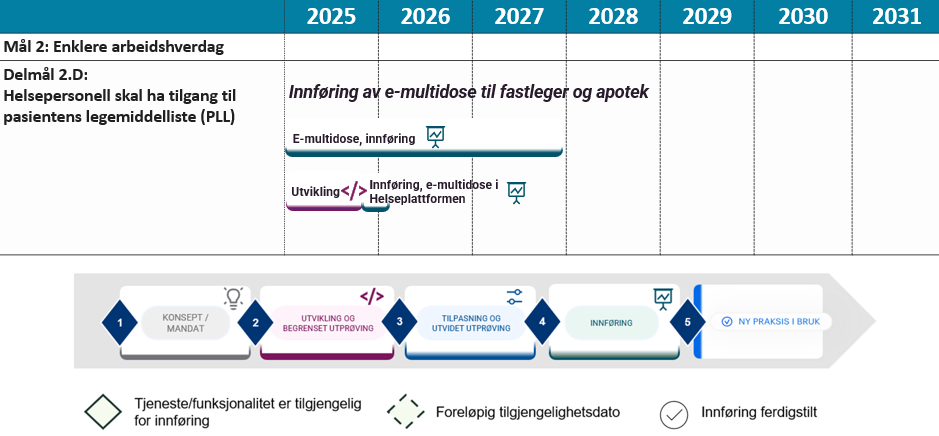 2025 2026 2027 2028 2029 2030 2031
Mål 2: Enklere arbeidshverdag
Delmål 2.D:
Helsepersonell skal ha tilgang til
pasientens legemiddelliste (PLL)
Innføring av e-multidose til fastleger og apotek
E-multidose, innføring
Utvikling </> Innføring, e-multidose i
Helseplattformen
1
KONSEPT /
MANDAT
2
</>
UTVIKLING OG
BEGRENSET UTPRØVING
3
TILPASNING OG
UTVIDET UTPRØVING
4
INNFØRING
5
NY PRAKSIS I BRUK
Tjeneste/funksjonalitet er tilgjengelig
for innføring
Foreløpig tilgjengelighetsdato
Innføring ferdigstilt